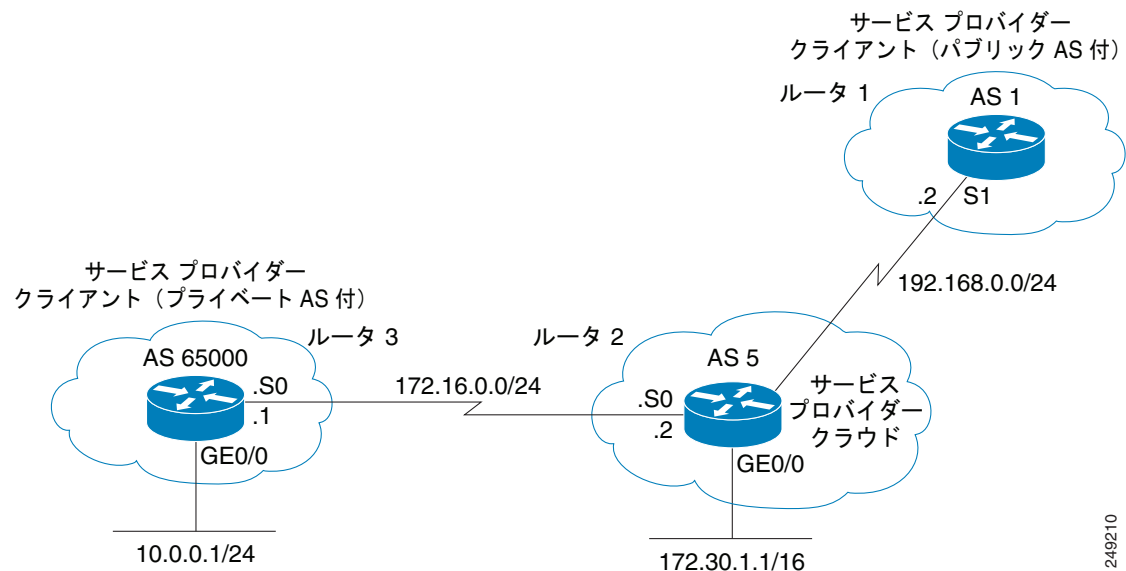 サービス プロバイダー
クライアント（パブリック AS 付）
ルータ 1
AS 1
.2
S1
192.168.0.0/24
サービス プロバイダー
クライアント（プライベート AS 付）
ルータ 3
AS 65000
.S0
.1
GE0/0
10.0.0.1/24
172.16.0.0/24
ルータ 2
AS 5
.S0
.2
サービス
プロバイダー
クラウド
GE0/0
172.30.1.1/16
249210